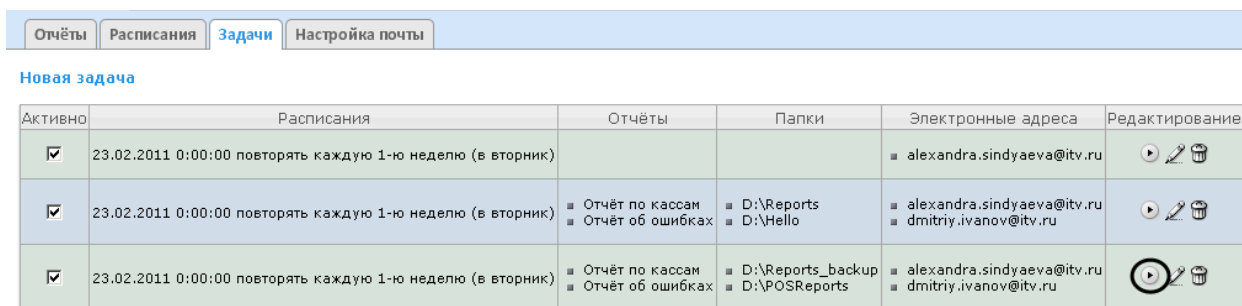 Отчёты Расписания Задачи Настройка почты
Новая задача
Активно Расписания Отчёты Папки Электронные адреса Редактирование
23.02.2011 0:00:00 повторять каждую 1-ю неделю (в вторник) alexandra.sindyaeva@itv.ru
23.02.2011 0:00:00 повторять каждую 1-ю неделю (в вторник) Отчёт по кассам D:\Reports alexandra.sindyaeva@itv.ru
Отчёт об ошибках D:\Hello dmitriy.ivanov@itv.ru
23.02.2011 0:00:00 повторять каждую 1-ю неделю (в вторник) Отчёт по кассам D:\Reports_backup alexandra.sindyaeva@itv.ru
Отчёт об ошибках D:\POSReports dmitriy.ivanov@itv.ru